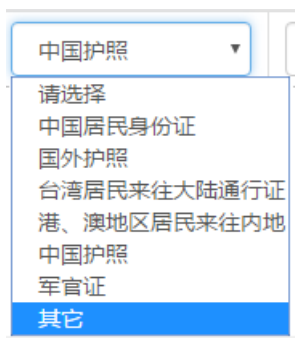 中国护照
请选择
中国居民身份证
国外护照
台湾居民来往大陆通行证
港、澳地区居民来往内地
中国护照
军官证
其它